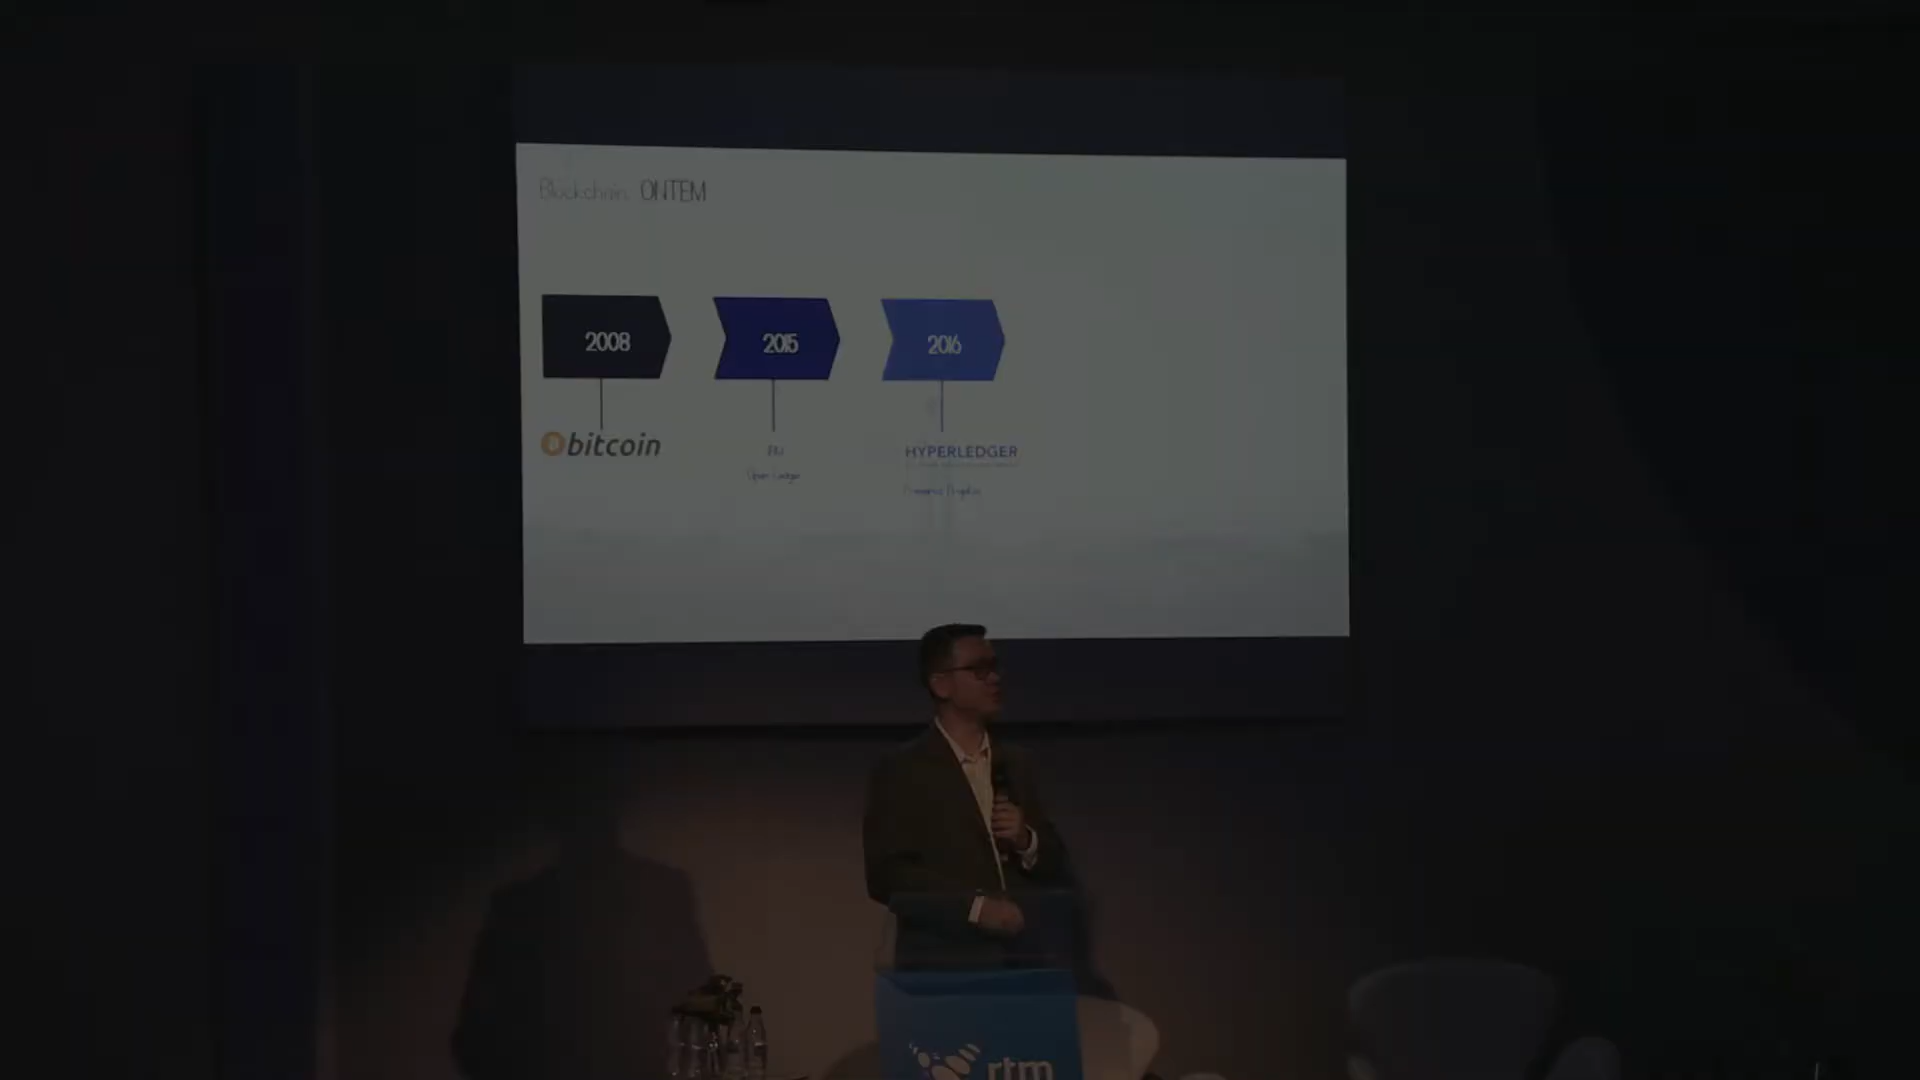 Blockchain ONTEM
2008
2015
2016
bitcoin
HYPERLEDGER
rtm